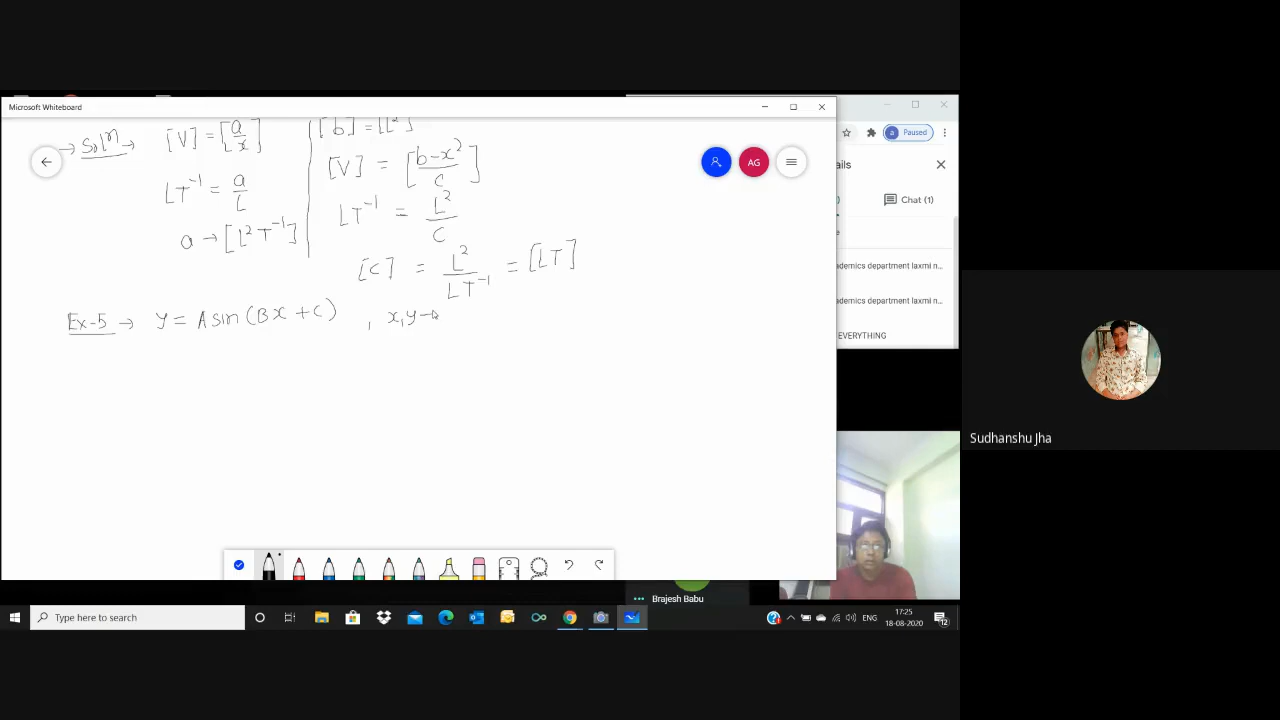 Microsoft Whiteboard
→ Solⁿ → [V] = [a/x]
LT⁻¹ = a/L
a → [L²T⁻¹]
[b] = [L²]
[V] = [b-x²/c]
LT⁻¹ = L²/C
[C] = L²/LT⁻¹ = [LT]
Ex-5 → y = A sin(Bx + C) , x,y→
AG
a Paused
ails
Chat (1)
ademics department laxmi n...
ademics department laxmi n...
EVERYTHING
Sudhanshu Jha
Brajesh Babu
Type here to search
ENG
17:25
18-08-2020
12